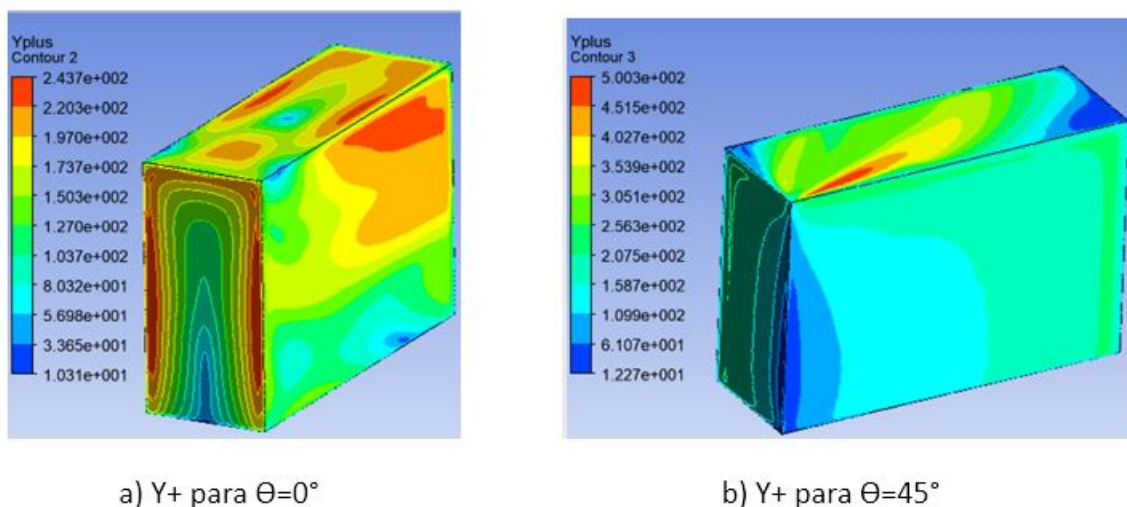 Yplus
Contour 2
2.437e+002
2.203e+002
1.970e+002
1.737e+002
1.503e+002
1.270e+002
1.037e+002
8.032e+001
5.698e+001
3.365e+001
1.031e+001
Yplus
Contour 3
5.003e+002
4.515e+002
4.027e+002
3.539e+002
3.051e+002
2.563e+002
2.075e+002
1.587e+002
1.099e+002
6.107e+001
1.227e+001
a) Y+ para Ɵ=0°
b) Y+ para Ɵ=45°